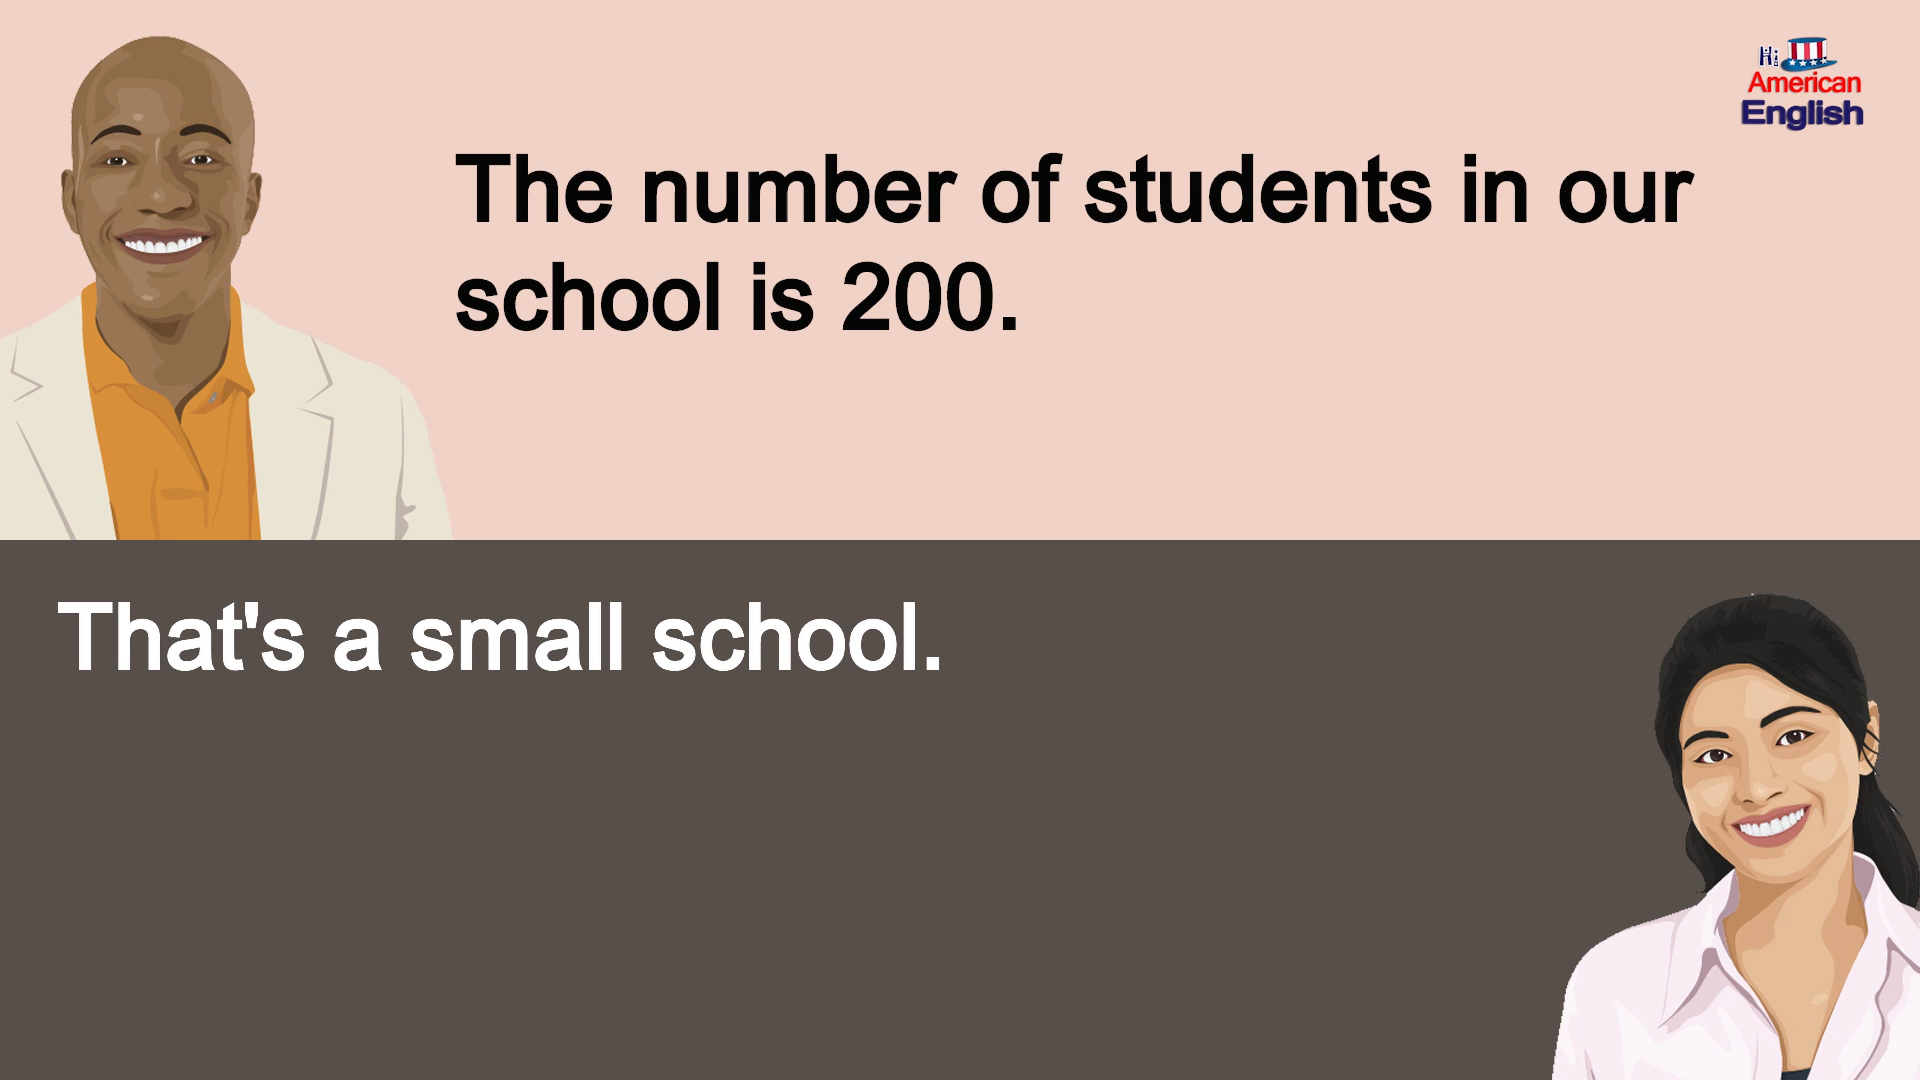 Hi
American
English
The number of students in our
school is 200.
That's a small school.